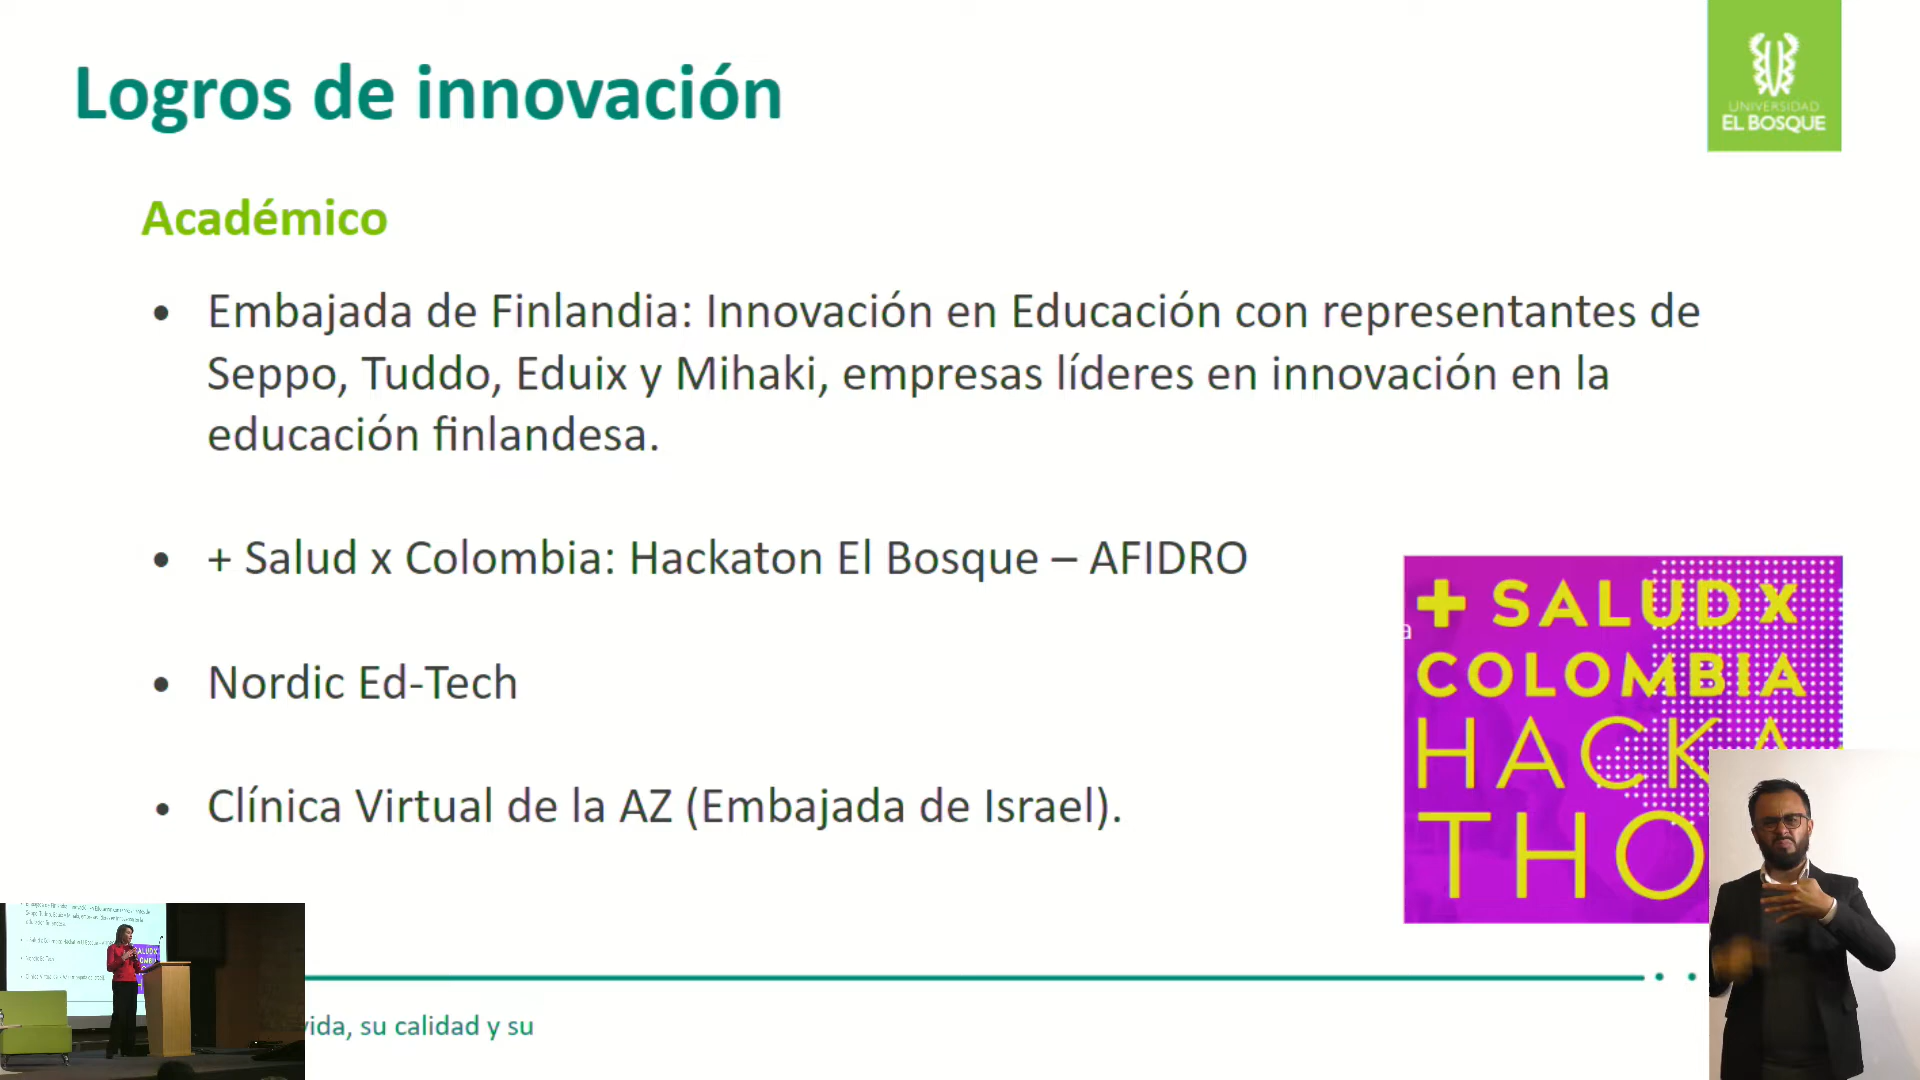 Logros de innovación
UNIVERSIDAD
EL BOSQUE
Académico
• Embajada de Finlandia: Innovación en Educación con representantes de
Seppo, Tuddo, Eduix y Mihaki, empresas líderes en innovación en la
educación finlandesa.
• + Salud x Colombia: Hackaton El Bosque – AFIDRO
• Nordic Ed-Tech
• Clínica Virtual de la AZ (Embajada de Israel).
a
+ SALUD x
COLOMBIA
HACKA
THO
vida, su calidad y su